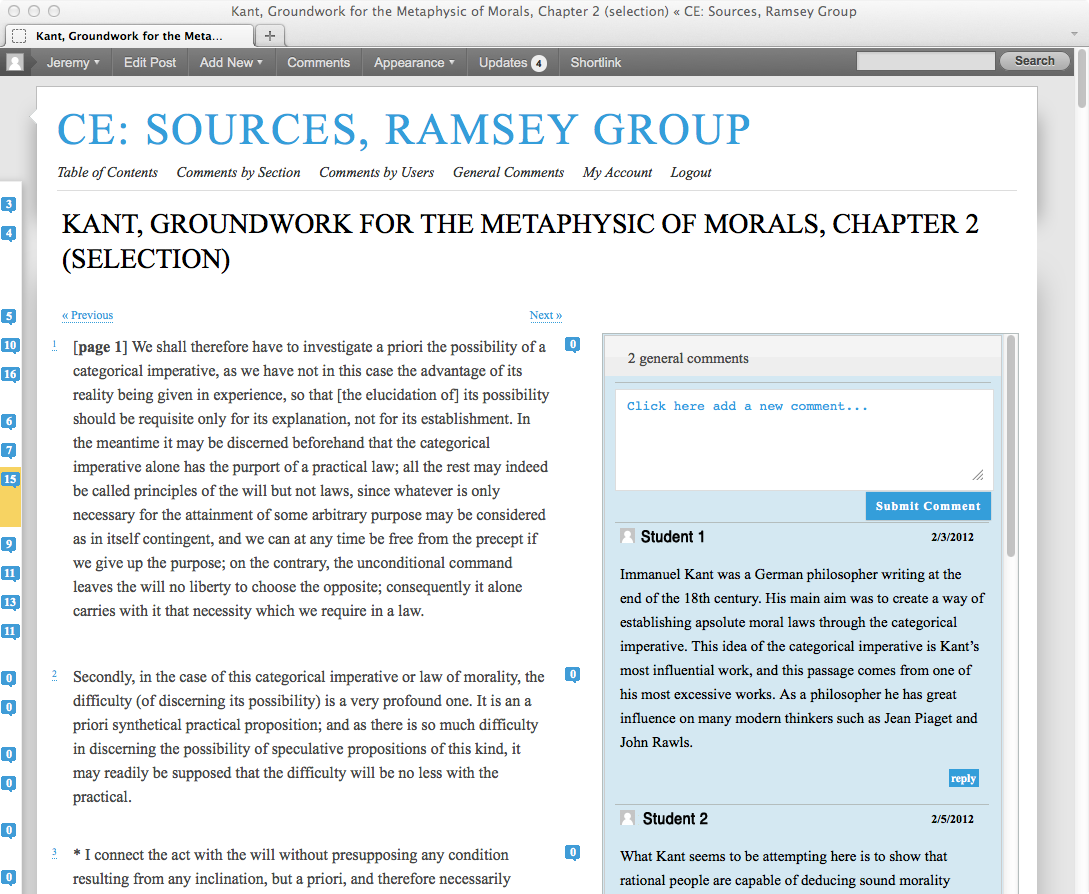 Kant, Groundwork for the Metaphysic of Morals, Chapter 2 (selection) « CE: Sources, Ramsey Group
Kant, Groundwork for the Meta...
Jeremy
Edit Post
Add New
Comments
Appearance
Updates 4
Shortlink
Search
CE: SOURCES, RAMSEY GROUP
Table of Contents Comments by Section Comments by Users General Comments My Account Logout
KANT, GROUNDWORK FOR THE METAPHYSIC OF MORALS, CHAPTER 2
(SELECTION)
3
4
5
10
16
6
7
15
9
11
13
11
0
0
0
0
0
0
« Previous
Next »
1
[page 1] We shall therefore have to investigate a priori the possibility of a
categorical imperative, as we have not in this case the advantage of its
reality being given in experience, so that [the elucidation of] its possibility
should be requisite only for its explanation, not for its establishment. In
the meantime it may be discerned beforehand that the categorical
imperative alone has the purport of a practical law; all the rest may indeed
be called principles of the will but not laws, since whatever is only
necessary for the attainment of some arbitrary purpose may be considered
as in itself contingent, and we can at any time be free from the precept if
we give up the purpose; on the contrary, the unconditional command
leaves the will no liberty to choose the opposite; consequently it alone
carries with it that necessity which we require in a law.
0
2
Secondly, in the case of this categorical imperative or law of morality, the
difficulty (of discerning its possibility) is a very profound one. It is an a
priori synthetical practical proposition; and as there is so much difficulty
in discerning the possibility of speculative propositions of this kind, it
may readily be supposed that the difficulty will be no less with the
practical.
0
3
* I connect the act with the will without presupposing any condition
resulting from any inclination, but a priori, and therefore necessarily
0
2 general comments
Click here add a new comment...
Submit Comment
Student 1
2/3/2012
Immanuel Kant was a German philosopher writing at the
end of the 18th century. His main aim was to create a way of
establishing apsolute moral laws through the categorical
imperative. This idea of the categorical imperative is Kant's
most influential work, and this passage comes from one of
his most excessive works. As a philosopher he has great
influence on many modern thinkers such as Jean Piaget and
John Rawls.
reply
Student 2
2/5/2012
What Kant seems to be attempting here is to show that
rational people are capable of deducing sound morality